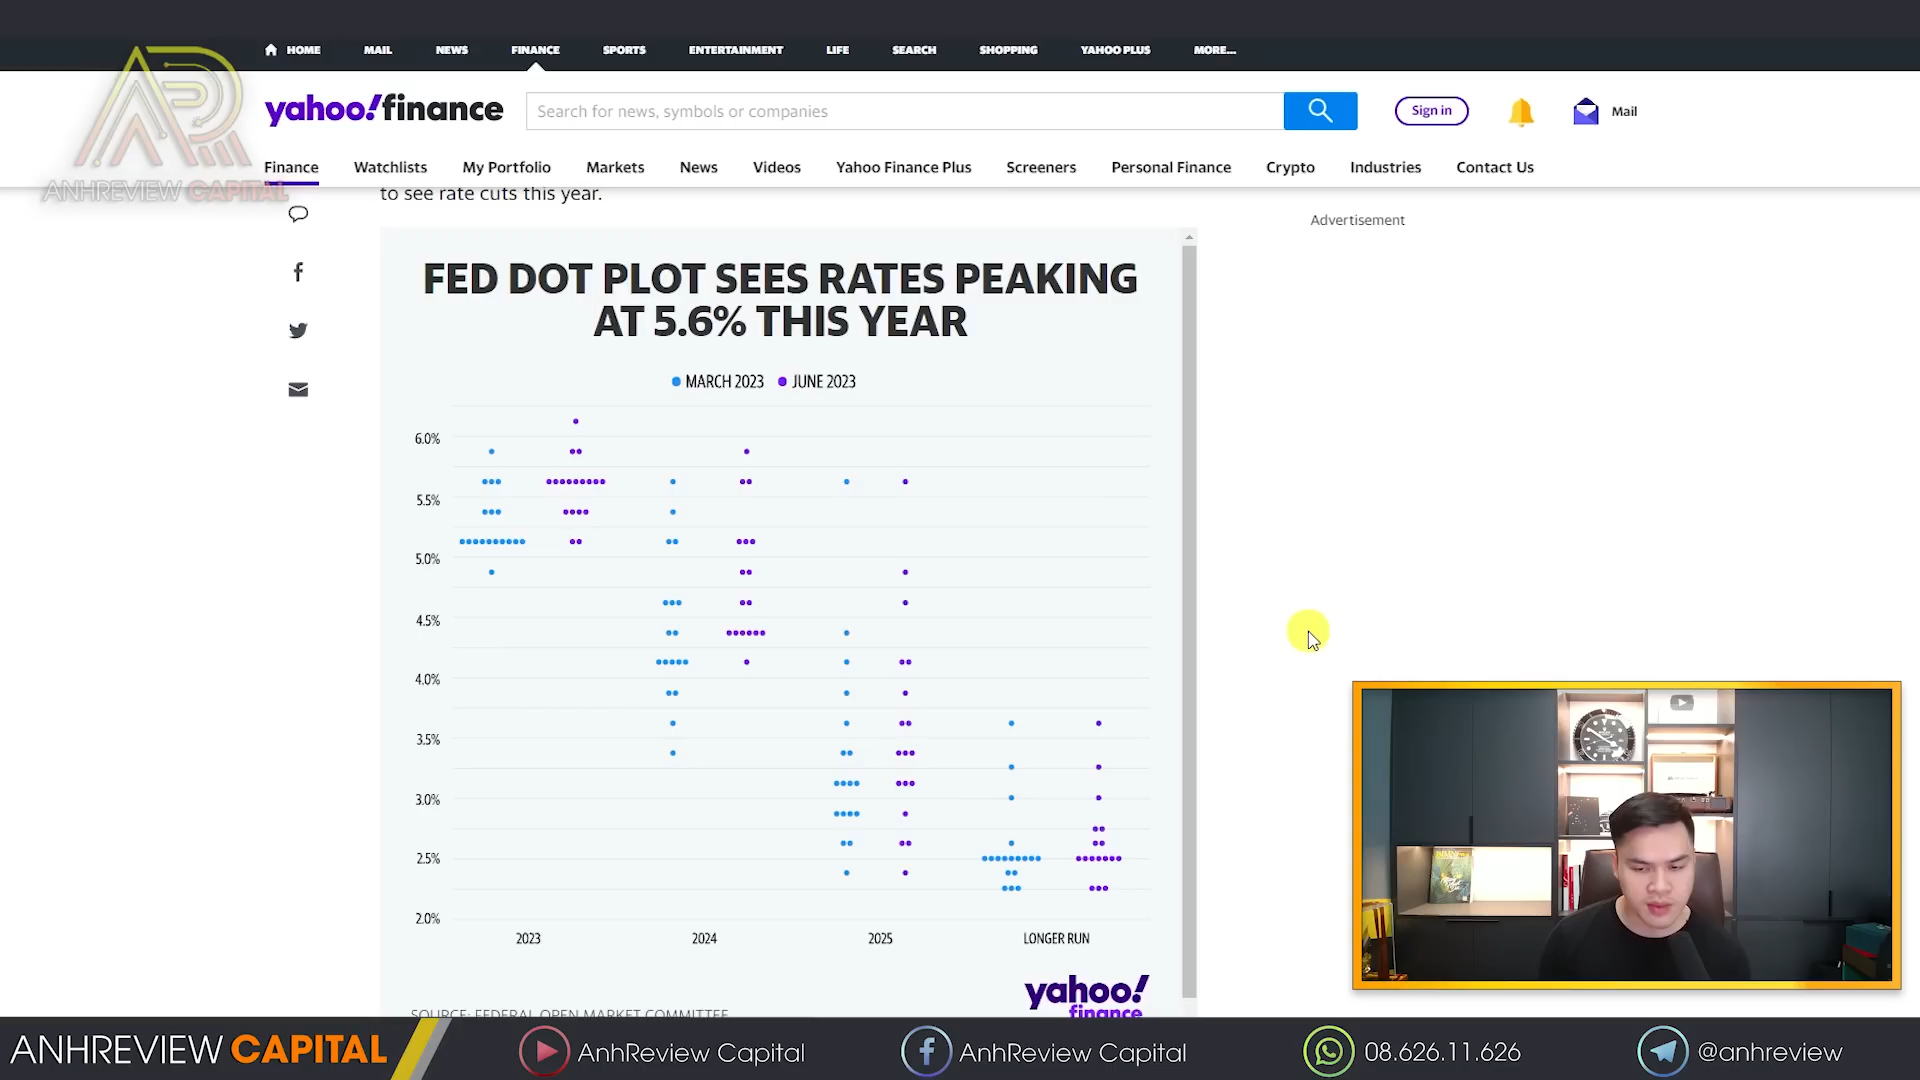 HOME MAIL NEWS FINANCE SPORTS ENTERTAINMENT LIFE SEARCH SHOPPING YAHOO PLUS MORE...
ANHREVIEW CAPITAL
yahoo!finance
Search for news, symbols or companies
Sign in
Mail
Finance Watchlists My Portfolio Markets News Videos Yahoo Finance Plus Screeners Personal Finance Crypto Industries Contact Us
to see rate cuts this year.
Advertisement
FED DOT PLOT SEES RATES PEAKING
AT 5.6% THIS YEAR
MARCH 2023 JUNE 2023
6.0%
5.5%
5.0%
4.5%
4.0%
3.5%
3.0%
2.5%
2.0%
2023 2024 2025 LONGER RUN
yahoo!
finance
SOURCE: FEDERAL OPEN MARKET COMMITTEE
ANHREVIEW CAPITAL
AnhReview Capital
AnhReview Capital
08.626.11.626
@anhreview